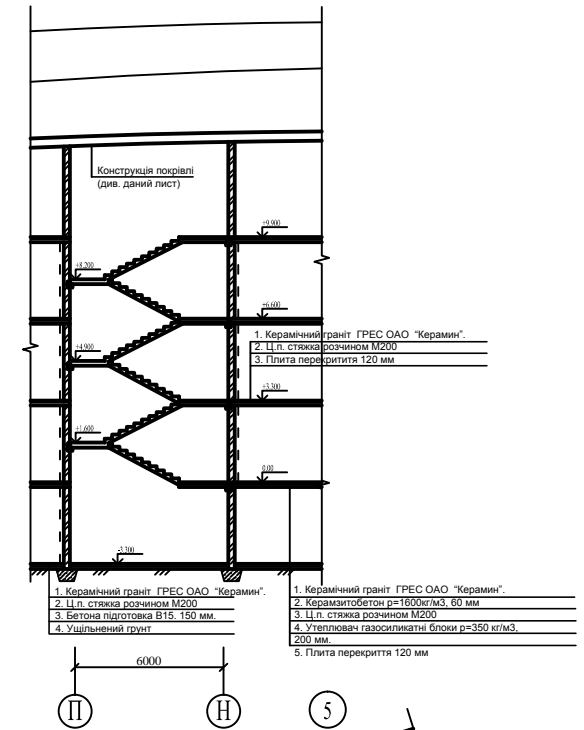 Конструкція покрівлі
(див. даний лист)
+9.900
+8.200
+6.600
1. Керамічний граніт ГРЕС ОАО “Керамин”.
2. Ц.п. стяжка розчином М200
3. Плита перекрититя 120 мм
+4.900
+3.300
+1.600
0.00
-3.300
1. Керамічний граніт ГРЕС ОАО “Керамин”.
2. Ц.п. стяжка розчином М200
3. Бетона підготовка В15. 150 мм.
4. Ущільнений грунт
1. Керамічний граніт ГРЕС ОАО “Керамин”.
2. Керамзитобетон р=1600кг/м3, 60 мм
3. Ц.п. стяжка розчином М200
4. Утеплювач газосиликатні блоки р=350 кг/м3,
200 мм.
5. Плита перекриття 120 мм
6000
П Н 5